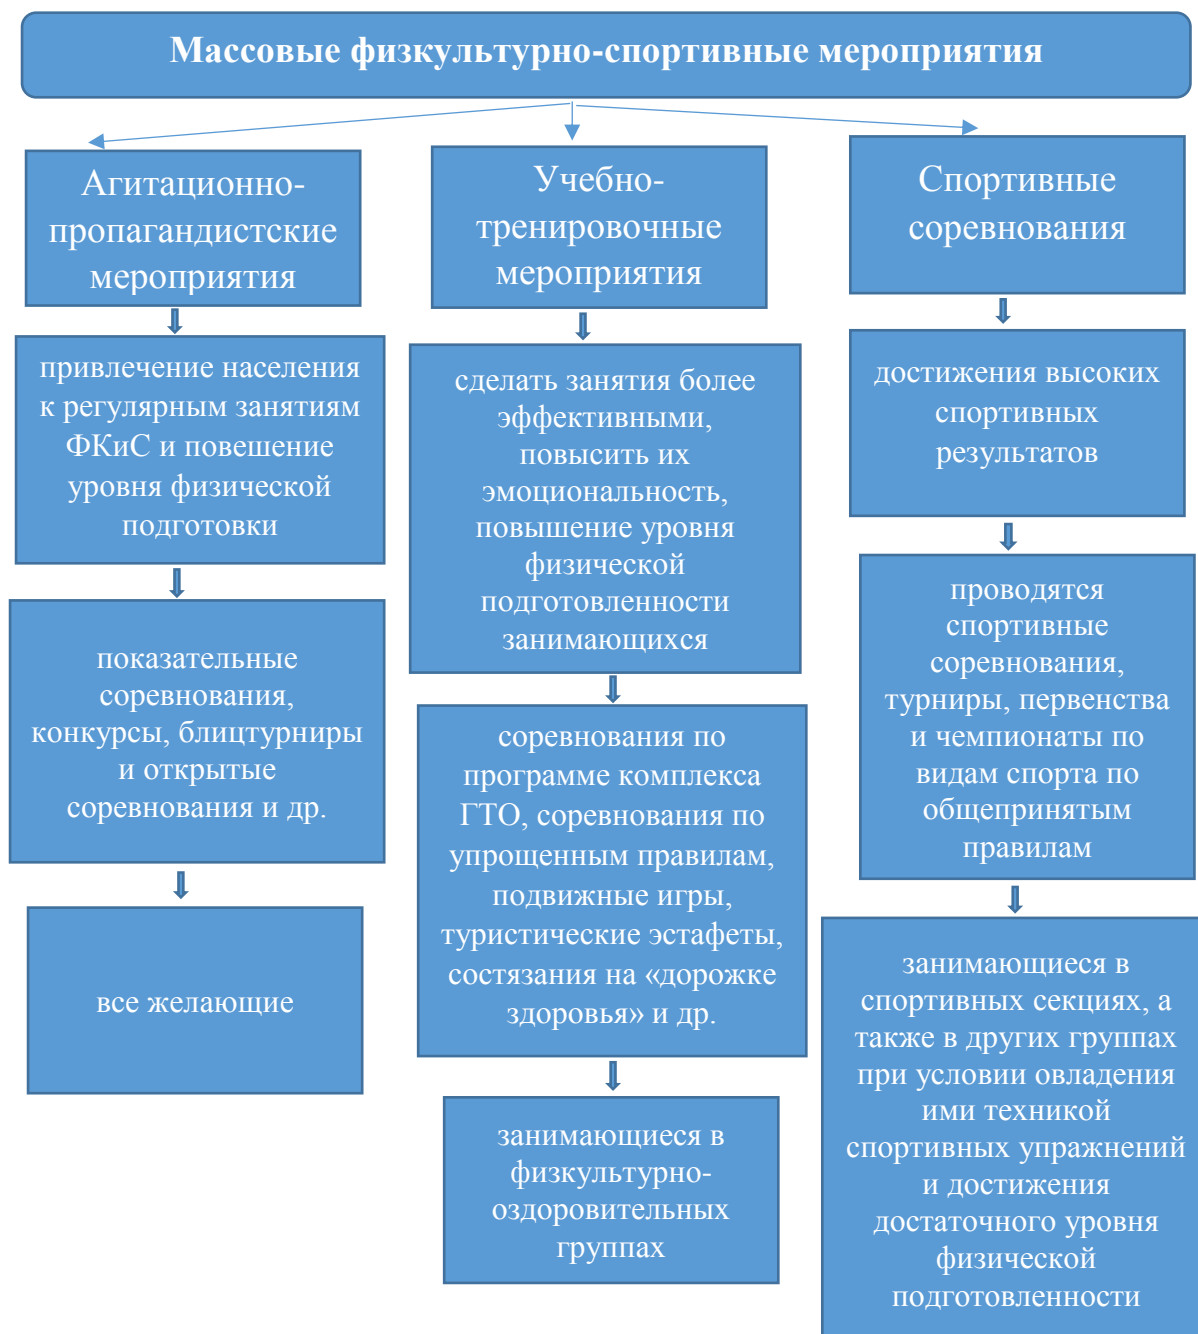 Массовые физкультурно-спортивные мероприятия
Агитационно-
пропагандистские
мероприятия
привлечение населения
к регулярным занятиям
ФКиС и повешение
уровня физической
подготовки
показательные
соревнования,
конкурсы, блицтурниры
и открытые
соревнования и др.
все желающие
Учебно-
тренировочные
мероприятия
сделать занятия более
эффективными,
повысить их
эмоциональность,
повышение уровня
физической
подготовленности
занимающихся
соревнования по
программе комплекса
ГТО, соревнования по
упрощенным правилам,
подвижные игры,
туристические эстафеты,
состязания на «дорожке
здоровья» и др.
занимающиеся в
физкультурно-
оздоровительных
группах
Спортивные
соревнования
достижения высоких
спортивных
результатов
проводятся
спортивные
соревнования,
турниры, первенства
и чемпионаты по
видам спорта по
общепринятым
правилам
занимающиеся в
спортивных секциях, а
также в других группах
при условии овладения
ими техникой
спортивных упражнений
и достижения
достаточного уровня
физической
подготовленности